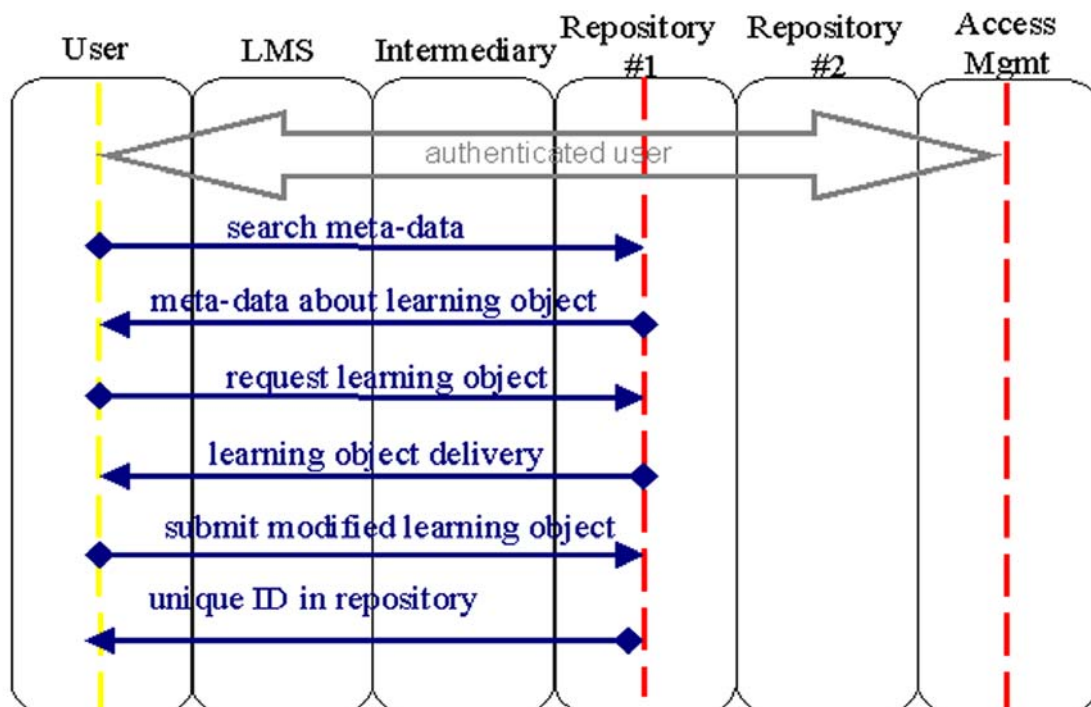 User
LMS
Intermediary
Repository
#1
Repository
#2
Access
Mgmt
authenticated user
search meta-data
meta-data about learning object
request learning object
learning object delivery
submit modified learning object
unique ID in repository